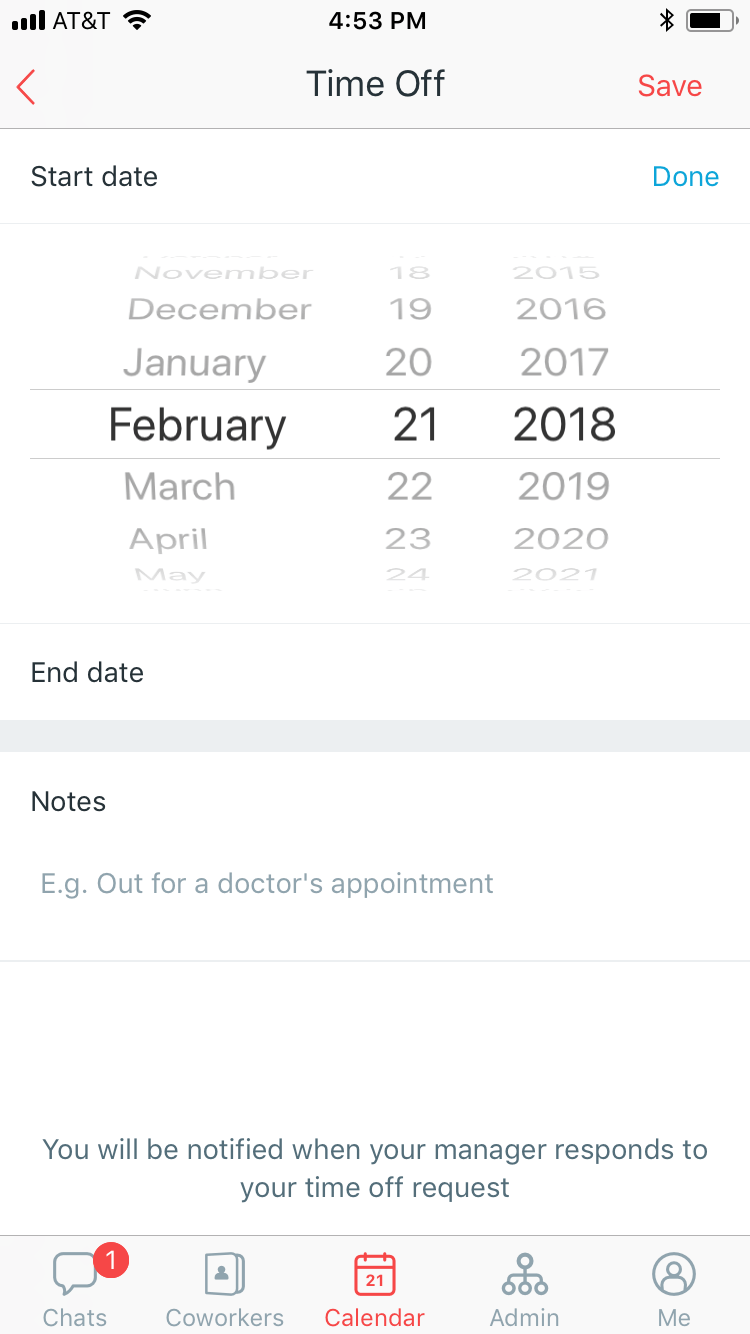 AT&T 4:53 PM
Time Off Save
Start date Done
November 18 2015
December 19 2016
January 20 2017
February 21 2018
March 22 2019
April 23 2020
May 24 2021
End date
Notes
E.g. Out for a doctor's appointment
You will be notified when your manager responds to
your time off request
1
21
Chats Coworkers Calendar Admin Me